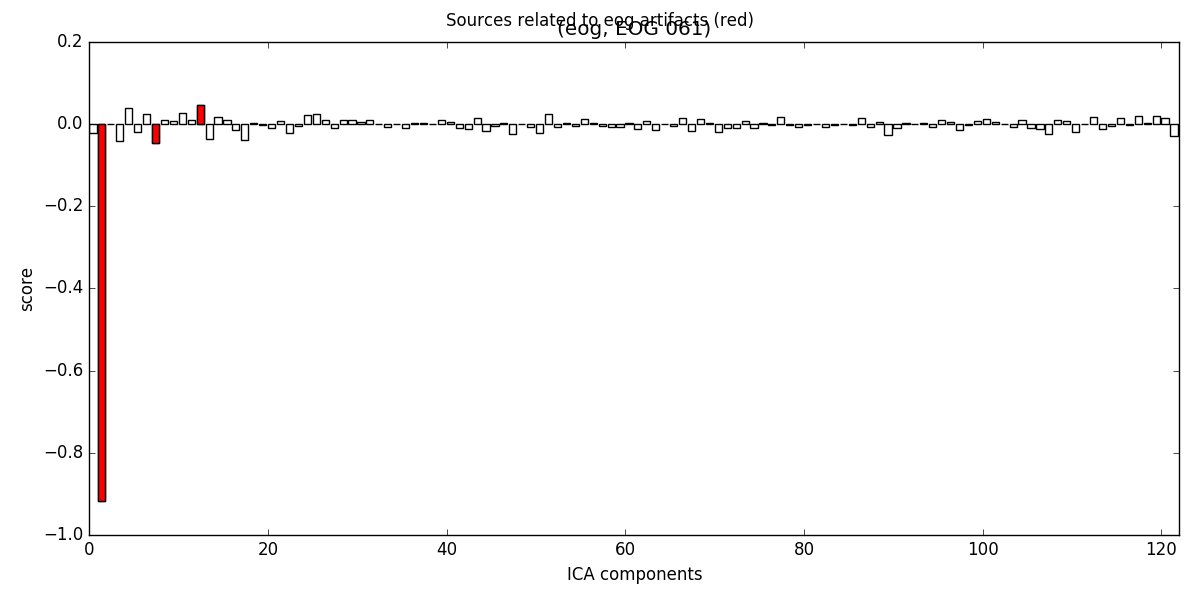 Sources related to eog artifacts (red)
(eog, EOG 061)
0.2
0.0
−0.2
−0.4
−0.6
−0.8
−1.0
score
0 20 40 60 80 100 120
ICA components